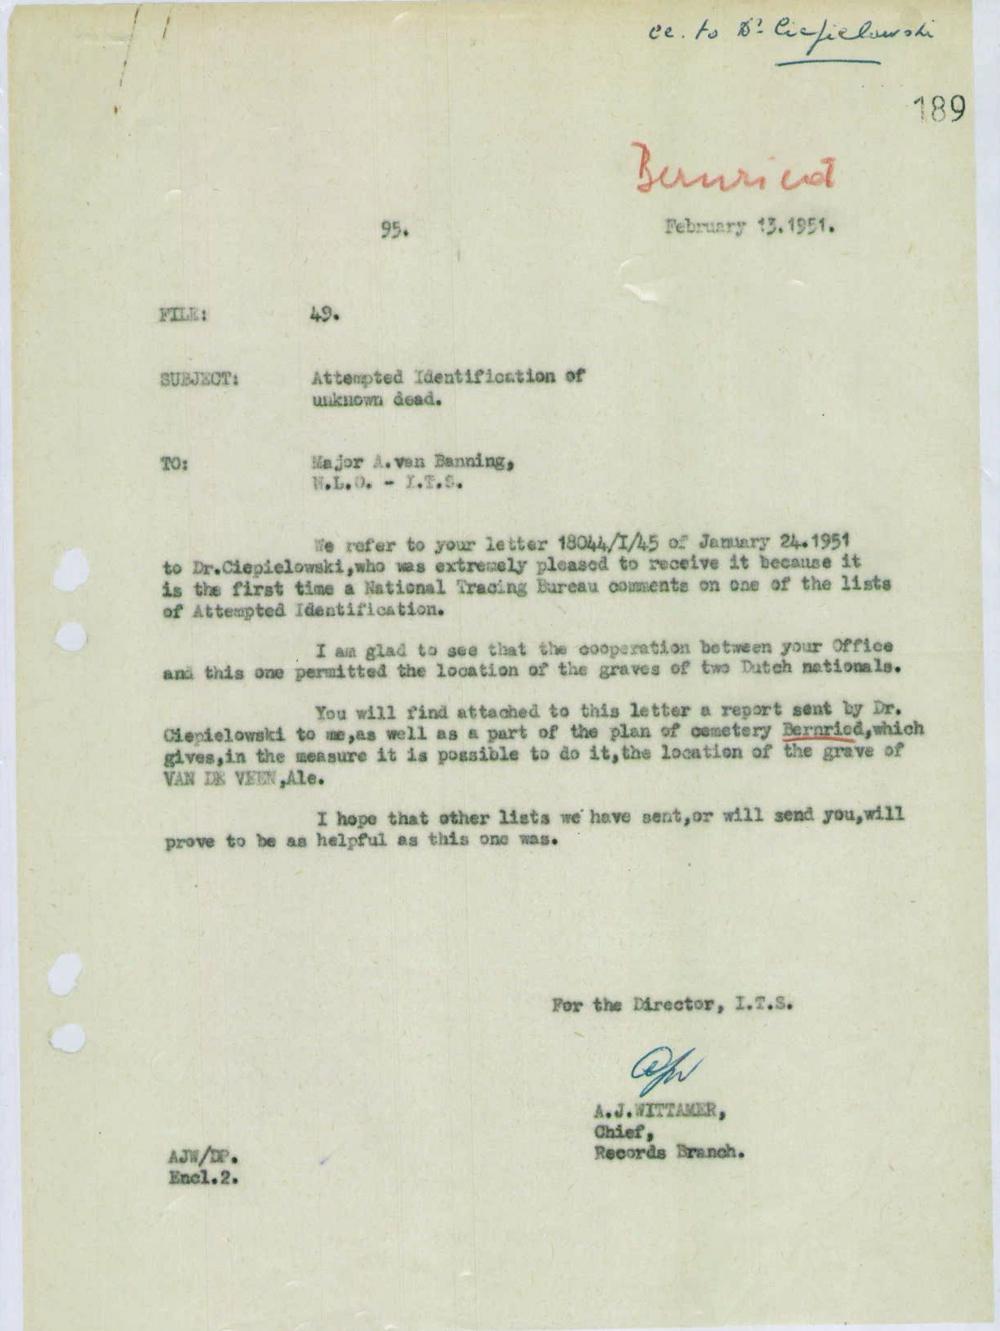 cc. to Dr Ciepielowski
189
Bernried
95.
February 13.1951.
FILE: 49.
SUBJECT: Attempted Identification of
unknown dead.
TO: Major A.van Banning,
N.L.O. - I.T.S.
We refer to your letter 18044/I/45 of January 24.1951
to Dr.Ciepielowski,who was extremely pleased to receive it because it
is the first time a National Tracing Bureau comments on one of the lists
of Attempted Identification.
I am glad to see that the cooperation between your Office
and this one permitted the location of the graves of two Dutch nationals.
You will find attached to this letter a report sent by Dr.
Ciepielowski to me,as well as a part of the plan of cemetery Bernried,which
gives,in the measure it is possible to do it,the location of the grave of
VAN DE VEEN,Ale.
I hope that other lists we have sent,or will send you,will
prove to be as helpful as this one was.
For the Director, I.T.S.
A.J.WITTAMER,
Chief,
Records Branch.
AJW/DP.
Encl.2.